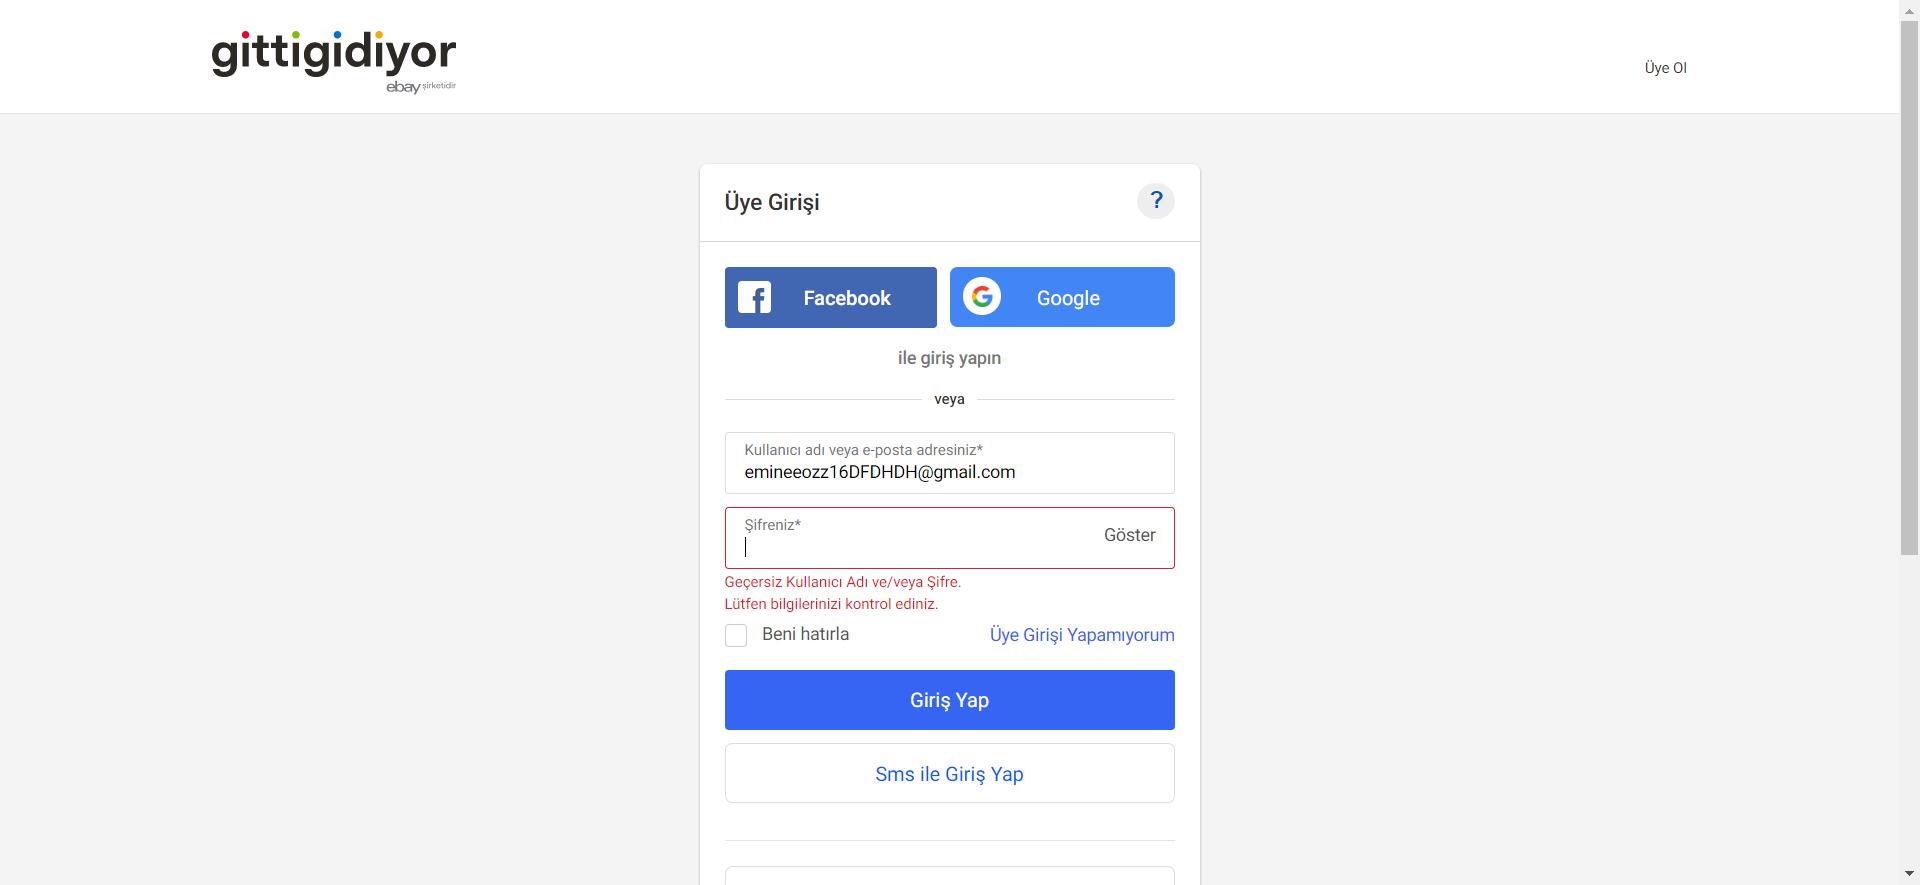 gittigidiyor
ebay şirketidir
Üye Ol
Üye Girişi
?
Facebook
Google
ile giriş yapın
veya
Kullanıcı adı veya e-posta adresiniz*
emineeozz16DFDHDH@gmail.com
Şifreniz*
Göster
Geçersiz Kullanıcı Adı ve/veya Şifre.
Lütfen bilgilerinizi kontrol ediniz.
Beni hatırla
Üye Girişi Yapamıyorum
Giriş Yap
Sms ile Giriş Yap